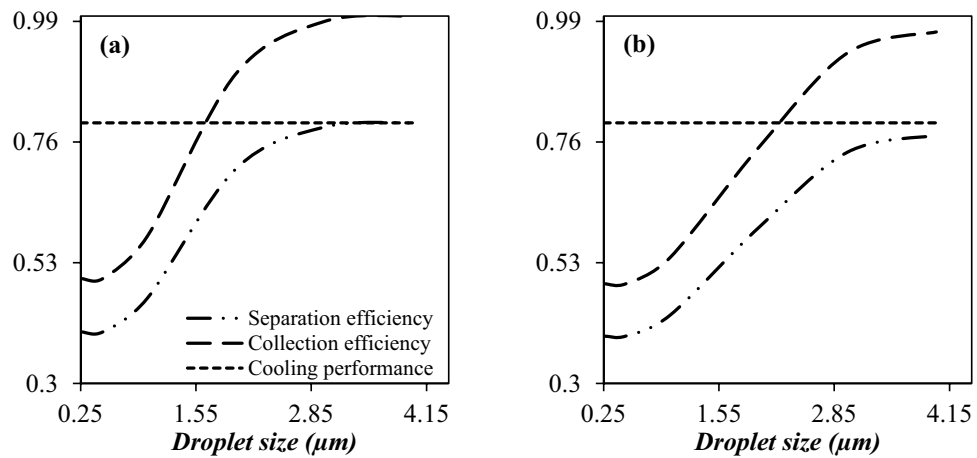 0.99
0.76
0.53
0.3
(a)
Separation efficiency
Collection efficiency
Cooling performance
0.25 1.55 2.85 4.15
Droplet size (μm)
0.99
0.76
0.53
0.3
(b)
0.25 1.55 2.85 4.15
Droplet size (μm)